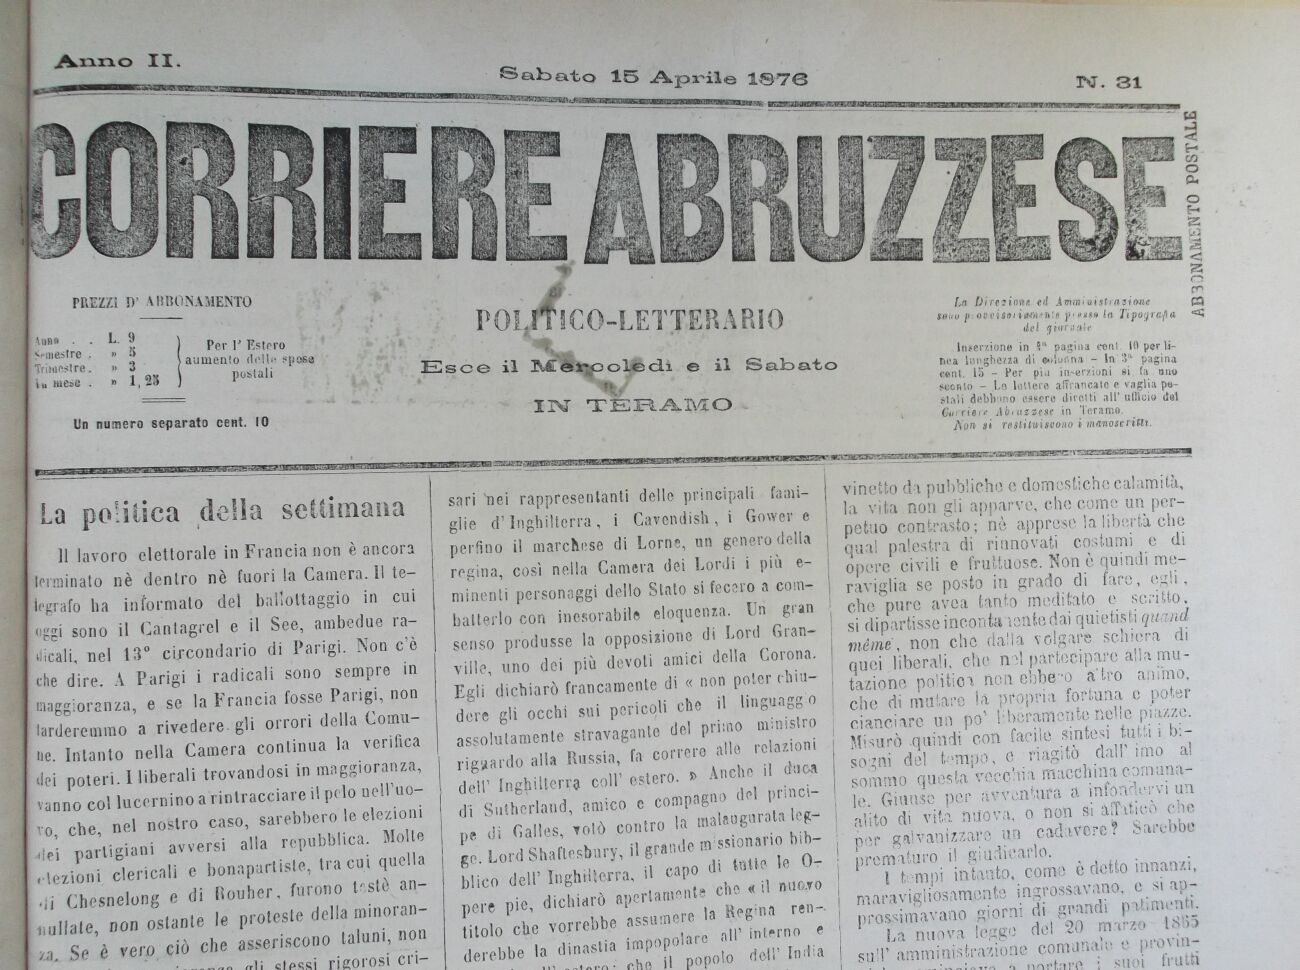 Anno II.
Sabato 15 Aprile 1876
N. 31
CORRIERE ABRUZZESE
ABBONAMENTO POSTALE
PREZZI D' ABBONAMENTO
Anno . . L. 9
Semestre . » 5
Trimestre . » 3
Un mese . » 1,25
Per l' Estero
aumento delle spese
postali
Un numero separato cent. 10
POLITICO-LETTERARIO
Esce il Mercoledì e il Sabato
IN TERAMO
La Direzione ed Amministrazione
sono provvisoriamente presso la Tipografia
del giornale
Inserzione in 4ª pagina cent. 10 per li-
nea lunghezza di colonna – In 3ª pagina
cent. 15 – Per più inserzioni si fa uno
sconto – Le lettere affrancate e vaglia po-
stali debbono essere diretti all' ufficio del
Corriere Abruzzese in Teramo.
Non si restituiscono i manoscritti.
La politica della settimana
Il lavoro elettorale in Francia non è ancora
terminato nè dentro nè fuori la Camera. Il te-
legrafo ha informato del ballottaggio in cui
oggi sono il Cantagrel e il See, ambedue ra-
dicali, nel 13° circondario di Parigi. Non c'è
che dire. A Parigi i radicali sono sempre in
maggioranza, e se la Francia fosse Parigi, non
tarderemmo a rivedere gli orrori della Comu-
ne. Intanto nella Camera continua la verifica
dei poteri. I liberali trovandosi in maggioranza,
vanno col lucernino a rintracciare il pelo nell'uo-
vo, che, nel nostro caso, sarebbero le elezioni
dei partigiani avversi alla repubblica. Molte
elezioni clericali e bonapartiste, tra cui quella
di Chesnelong e di Rouher, furono testè an-
nullate, non ostante le proteste della minoran-
za. Se è vero ciò che asseriscono taluni, non
gli stessi rigorosi cri-
sari nei rappresentanti delle principali fami-
glie d'Inghilterra, i Cavendish, i Gower e
perfino il marchese di Lorne, un genero della
regina, così nella Camera dei Lordi i più e-
minenti personaggi dello Stato si fecero a com-
batterlo con inesorabile eloquenza. Un gran
senso produsse la opposizione di Lord Gran-
ville, uno dei più devoti amici della Corona.
Egli dichiarò francamente di « non poter chiu-
dere gli occhi sui pericoli che il linguaggio
assolutamente stravagante del primo ministro
riguardo alla Russia, fa correre alle relazioni
dell' Inghilterra coll' estero. » Anche il duca
di Sutherland, amico e compagno del princi-
pe di Galles, votò contro la malaugurata leg-
ge. Lord Shaftesbury, il grande missionario bib-
blico dell' Inghilterra, il capo di tutte le O-
pere pie, dichiarò apertamente che « il nuovo
titolo che vorrebbe assumere la Regina ren-
derebbe la dinastia impopolare all' interno e
all' estero; che il popolo dell' India
vinetto da pubbliche e domestiche calamità,
la vita non gli apparve, che come un per-
petuo contrasto; nè apprese la libertà che
qual palestra di rinnovati costumi e di
opere civili e fruttuose. Non è quindi me-
raviglia se posto in grado di fare, egli,
che pure avea tanto meditato e scritto,
si dipartisse incontanente dai quietisti quand
même, non che dalla volgare schiera di
quei liberali, che nel partecipare alla mu-
tazione politica non ebbero altro animo,
che di mutare la propria fortuna e poter
cianciare un po' liberamente nelle piazze.
Misurò quindi con facile sintesi tutti i bi-
sogni del tempo, e riagitò dall' imo al
sommo questa vecchia macchina comuna-
le. Giunse per avventura a infondervi un
alito di vita nuova, o non si affaticò che
per galvanizzare un cadavere? Sarebbe
prematuro il giudicarlo.
I tempi intanto, come è detto innanzi,
maravigliosamente ingrossavano, e si ap-
prossimavano giorni di grandi patimenti.
La nuova legge del 20 marzo 1865
sull' amministrazione comunale e provin-
a portare i suoi frutti